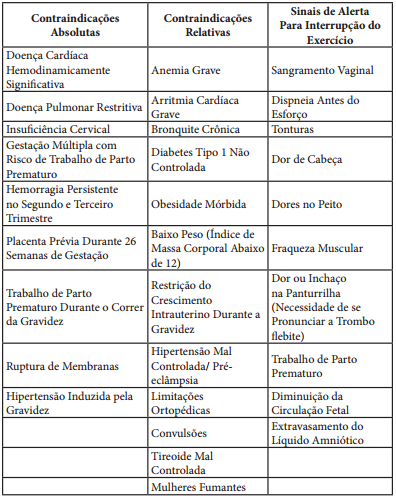 Contraindicações
Absolutas
Contraindicações
Relativas
Sinais de Alerta
Para Interrupção do
Exercício
Doença Cardíaca
Hemodinamicamente
Significativa
Anemia Grave
Sangramento Vaginal
Doença Pulmonar Restritiva
Arritmia Cardíaca
Grave
Dispneia Antes do
Esforço
Insuficiência Cervical
Bronquite Crônica
Tonturas
Gestação Múltipla com
Risco de Trabalho de Parto
Prematuro
Diabetes Tipo 1 Não
Controlada
Dor de Cabeça
Hemorragia Persistente
no Segundo e Terceiro
Trimestre
Obesidade Mórbida
Dores no Peito
Placenta Prévia Durante 26
Semanas de Gestação
Baixo Peso (Índice de
Massa Corporal Abaixo
de 12)
Fraqueza Muscular
Trabalho de Parto
Prematuro Durante o Correr
da Gravidez
Restrição do
Crescimento
Intrauterino Durante a
Gravidez
Dor ou Inchaço
na Panturrilha
(Necessidade de se
Pronunciar a Trombo
flebite)
Ruptura de Membranas
Hipertensão Mal
Controlada/ Pré-
eclâmpsia
Trabalho de Parto
Prematuro
Hipertensão Induzida pela
Gravidez
Limitações
Ortopédicas
Diminuição da
Circulação Fetal
Convulsões
Extravasamento do
Líquido Amniótico
Tireoide Mal
Controlada
Mulheres Fumantes